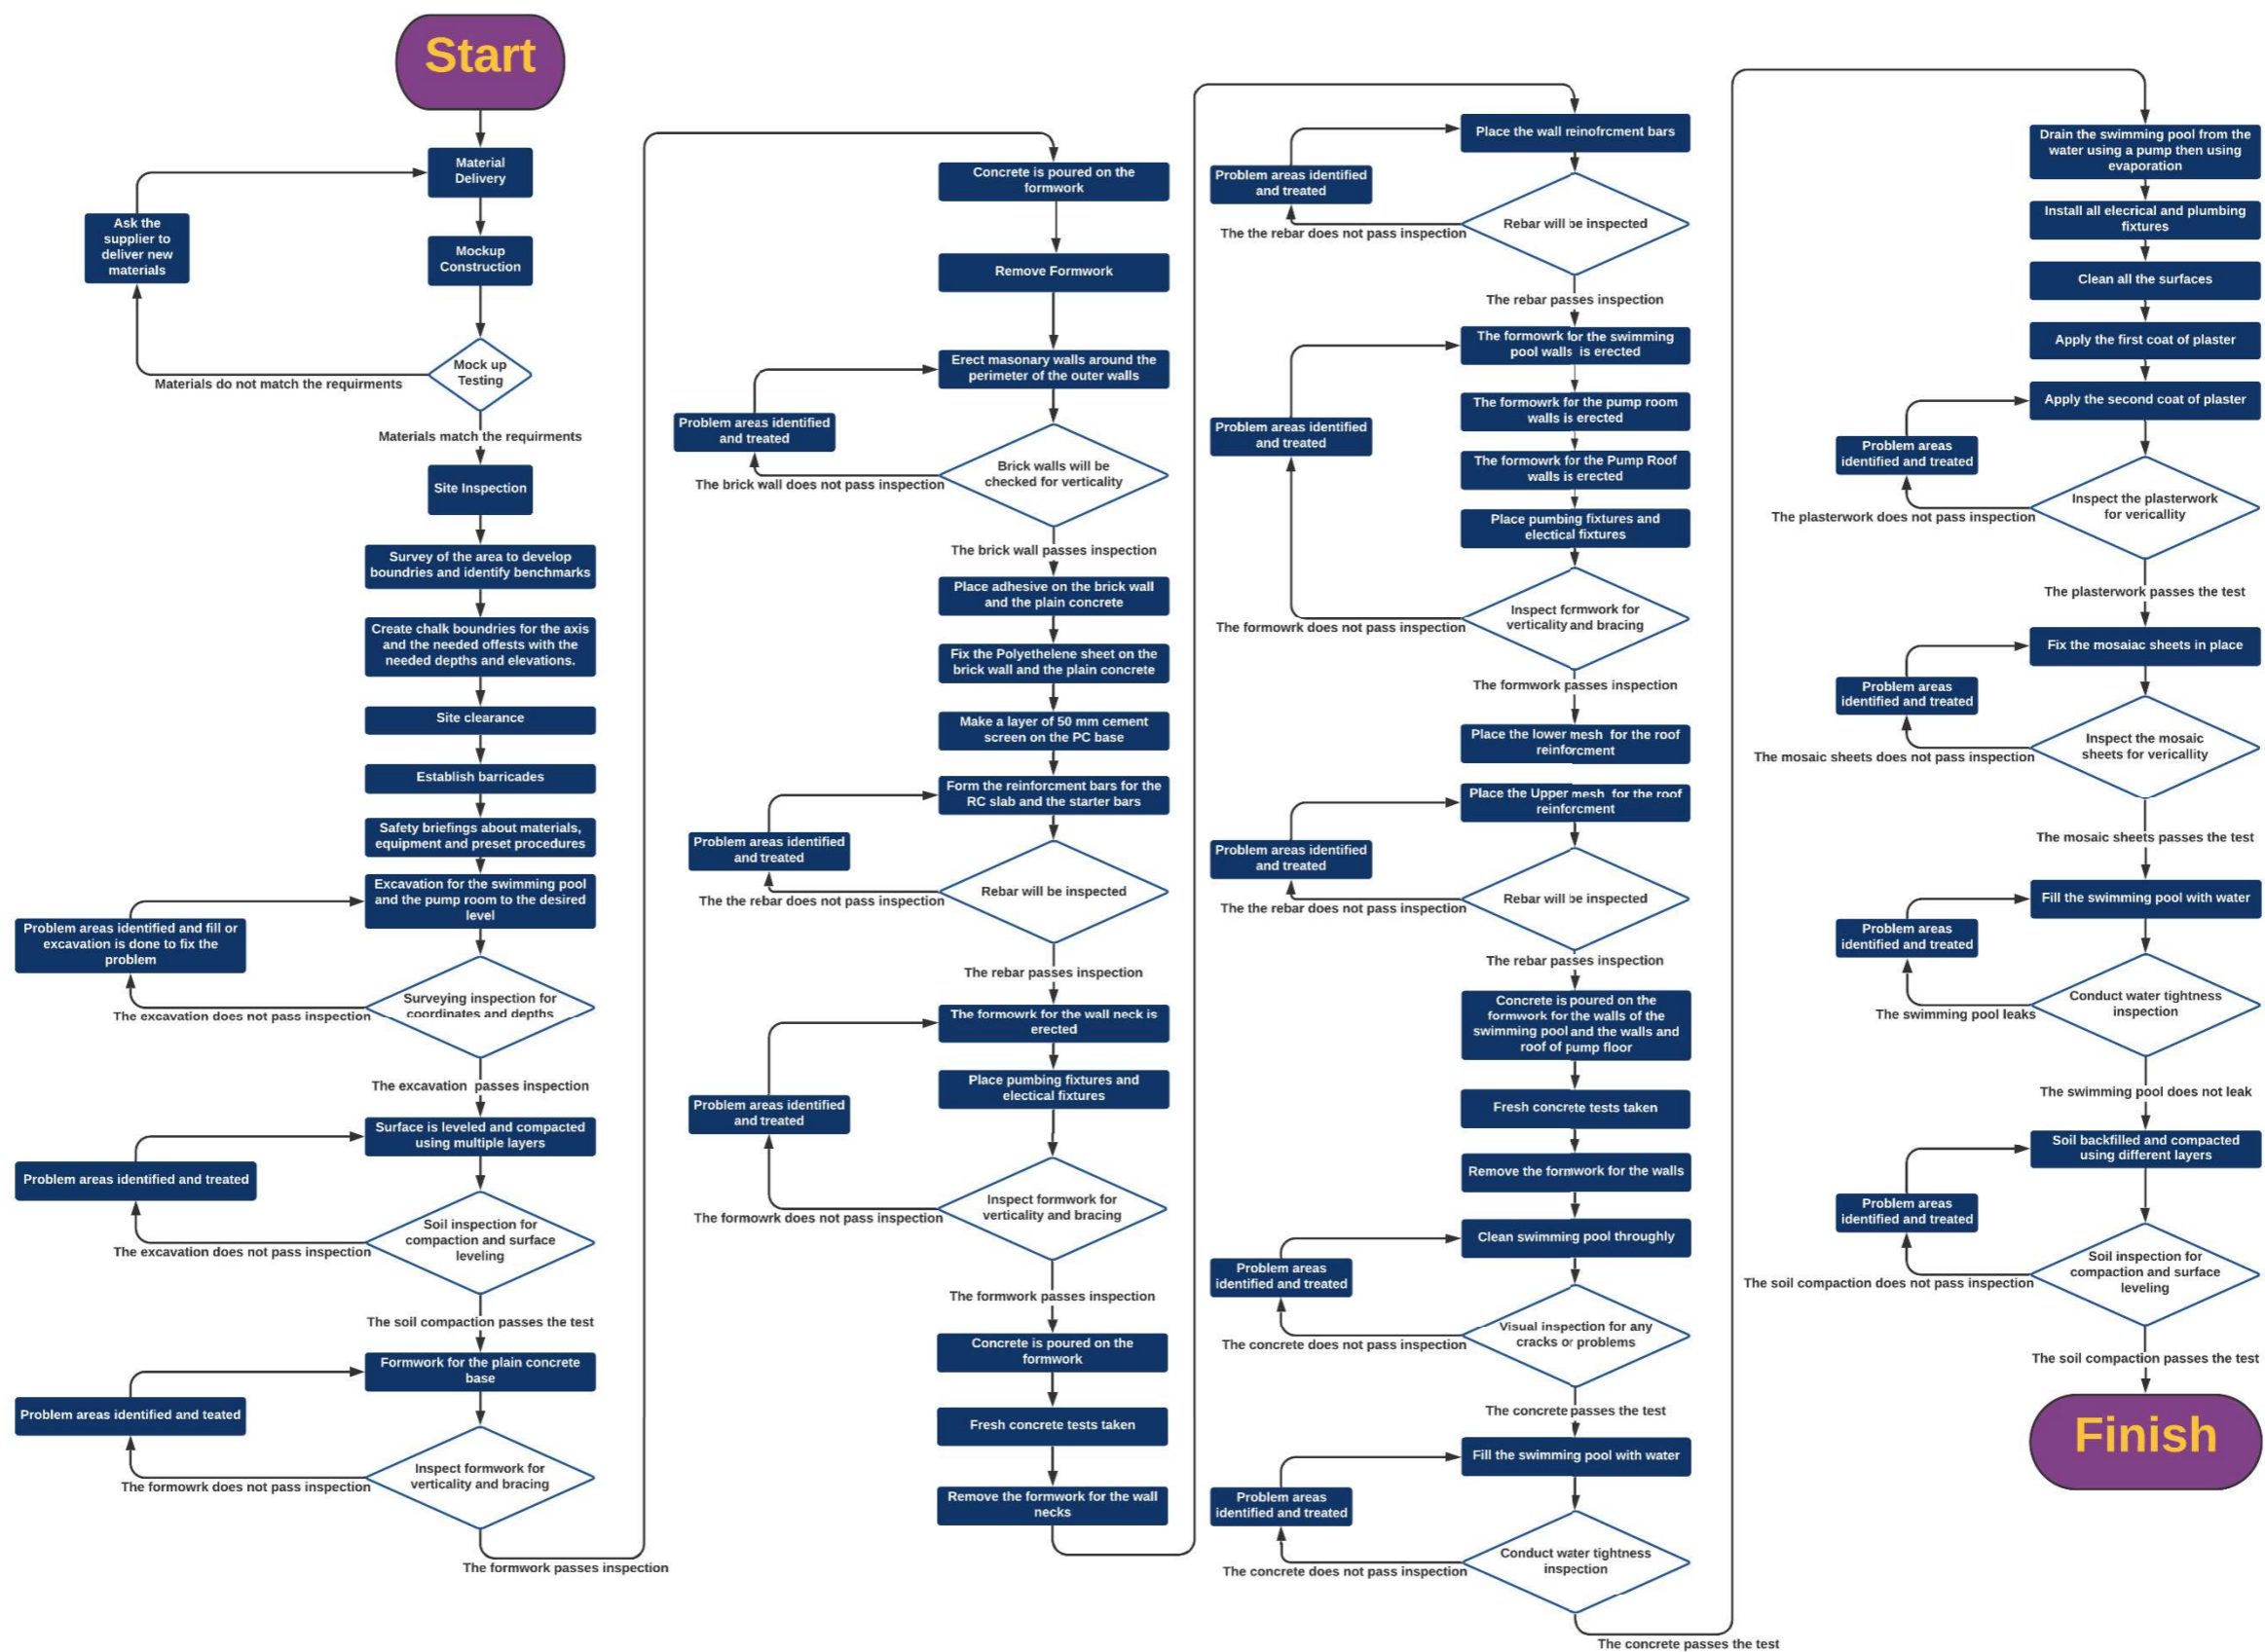 Start
Material
Delivery
Ask the
supplier to
deliver new
materials
Mockup
Construction
Mock up
Testing
Materials do not match the requirments
Materials match the requirments
Site Inspection
Survey of the area to develop
boundries and identify benchmarks
Create chalk boundries for the axis
and the needed offests with the
needed depths and elevations.
Site clearance
Establish barricades
Safety briefings about materials,
equipment and preset procedures
Excavation for the swimming pool
and the pump room to the desired
level
Problem areas identified and fill or
excavation is done to fix the
problem
Surveying inspection for
coordinates and depths
The excavation does not pass inspection
The excavation  passes inspection
Surface is leveled and compacted
using multiple layers
Problem areas identified and treated
Soil inspection for
compaction and surface
leveling
The excavation does not pass inspection
The soil compaction passes the test
Formwork for the plain concrete
base
Problem areas identified and teated
Inspect formwork for
verticality and bracing
The formowrk does not pass inspection
The formwork passes inspection
Concrete is poured on the
formwork
Remove Formwork
Erect masonary walls around the
perimeter of the outer walls
Problem areas identified
and treated
Brick walls will be
checked for verticality
The brick wall does not pass inspection
The brick wall passes inspection
Place adhesive on the brick wall
and the plain concrete
Fix the Polyethelene sheet on the
brick wall and the plain concrete
Make a layer of 50 mm cement
screen on the PC base
Form the reinforcment bars for the
RC slab and the starter bars
Problem areas identified
and treated
Rebar will be inspected
The the rebar does not pass inspection
The rebar passes inspection
The formowrk for the wall neck is
erected
Place pumbing fixtures and
electical fixtures
Problem areas identified
and treated
Inspect formwork for
verticality and bracing
The formowrk does not pass inspection
The formwork passes inspection
Concrete is poured on the
formwork
Fresh concrete tests taken
Remove the formwork for the wall
necks
Place the wall reinofrcment bars
Problem areas identified
and treated
Rebar will be inspected
The the rebar does not pass inspection
The rebar passes inspection
The formowrk for the swimming
pool walls  is erected
The formowrk for the pump room
walls is erected
Problem areas identified
and treated
The formowrk for the Pump Roof
walls is erected
Place pumbing fixtures and
electical fixtures
Inspect formwork for
verticality and bracing
The formowrk does not pass inspection
The formwork passes inspection
Place the lower mesh  for the roof
reinforcment
Place the Upper mesh  for the roof
reinforcment
Problem areas identified
and treated
Rebar will be inspected
The the rebar does not pass inspection
The rebar passes inspection
Concrete is poured on the
formwork for the walls of the
swimming pool and the walls and
roof of pump floor
Fresh concrete tests taken
Remove the formwork for the walls
Clean swimming pool throughly
Problem areas
identified and treated
Visual inspection for any
cracks or problems
The concrete does not pass inspection
The concrete passes the test
Fill the swimming pool with water
Problem areas
identified and treated
Conduct water tightness
inspection
The concrete does not pass inspection
The concrete passes the test
Drain the swimming pool from the
water using a pump then using
evaporation
Install all elecrical and plumbing
fixtures
Clean all the surfaces
Apply the first coat of plaster
Apply the second coat of plaster
Problem areas
identified and treated
Inspect the plasterwork
for vericallity
The plasterwork does not pass inspection
The plasterwork passes the test
Fix the mosaiac sheets in place
Problem areas
identified and treated
Inspect the mosaic
sheets for vericallity
The mosaic sheets does not pass inspection
The mosaic sheets passes the test
Fill the swimming pool with water
Problem areas
identified and treated
Conduct water tightness
inspection
The swimming pool leaks
The swimming pool does not leak
Soil backfilled and compacted
using different layers
Problem areas
identified and treated
Soil inspection for
compaction and surface
leveling
The soil compaction does not pass inspection
The soil compaction passes the test
Finish